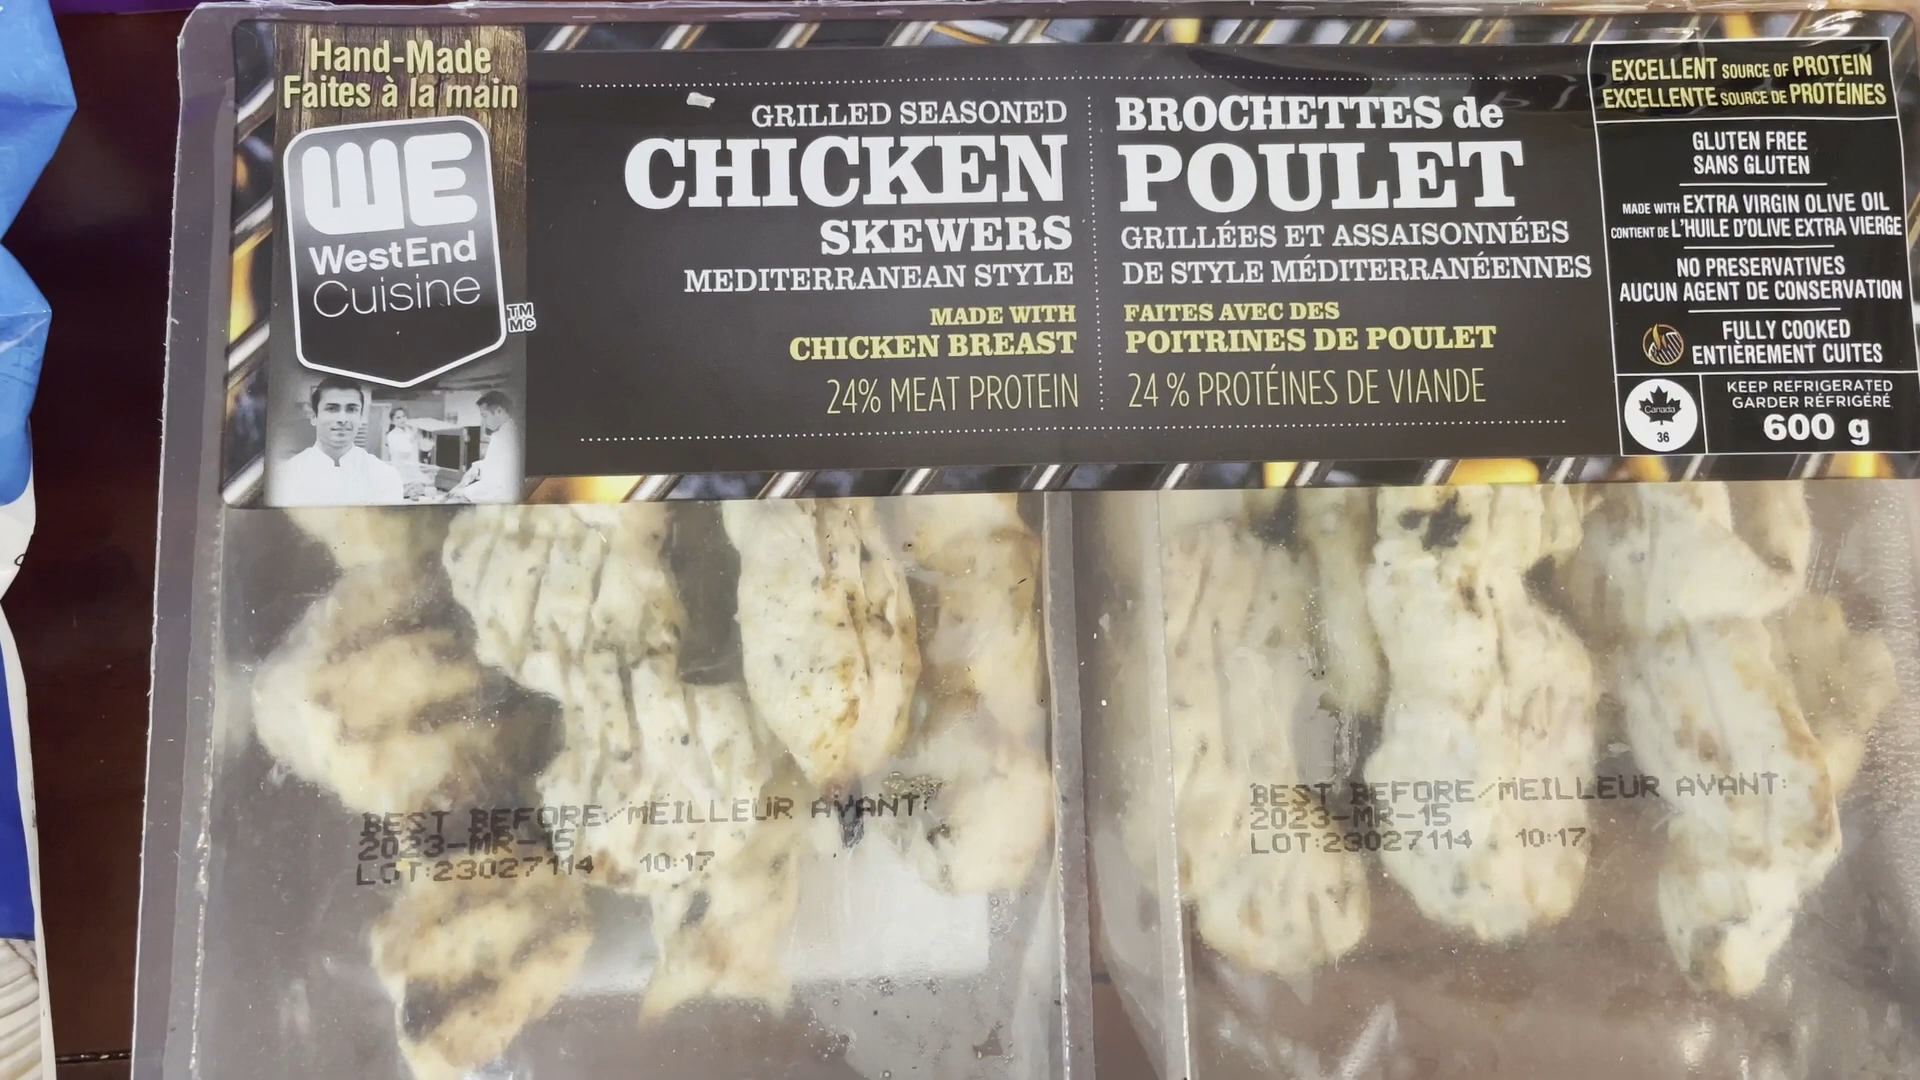 Hand-Made
Faites à la main
WE
WestEnd
Cuisine
TM
MC
GRILLED SEASONED
CHICKEN
SKEWERS
MEDITERRANEAN STYLE
MADE WITH
CHICKEN BREAST
24% MEAT PROTEIN
BROCHETTES de
POULET
GRILLÉES ET ASSAISONNÉES
DE STYLE MÉDITERRANÉENNES
FAITES AVEC DES
POITRINES DE POULET
24 % PROTÉINES DE VIANDE
EXCELLENT SOURCE OF PROTEIN
EXCELLENTE SOURCE DE PROTÉINES
GLUTEN FREE
SANS GLUTEN
MADE WITH EXTRA VIRGIN OLIVE OIL
CONTIENT DE L'HUILE D'OLIVE EXTRA VIERGE
NO PRESERVATIVES
AUCUN AGENT DE CONSERVATION
FULLY COOKED
ENTIÈREMENT CUITES
Canada
36
KEEP REFRIGERATED
GARDER RÉFRIGÉRÉ
600 g
BEST BEFORE/MEILLEUR AVANT:
2023-MR-15
LOT:23027114 10:17
BEST BEFORE/MEILLEUR AVANT:
2023-MR-15
LOT:23027114 10:17